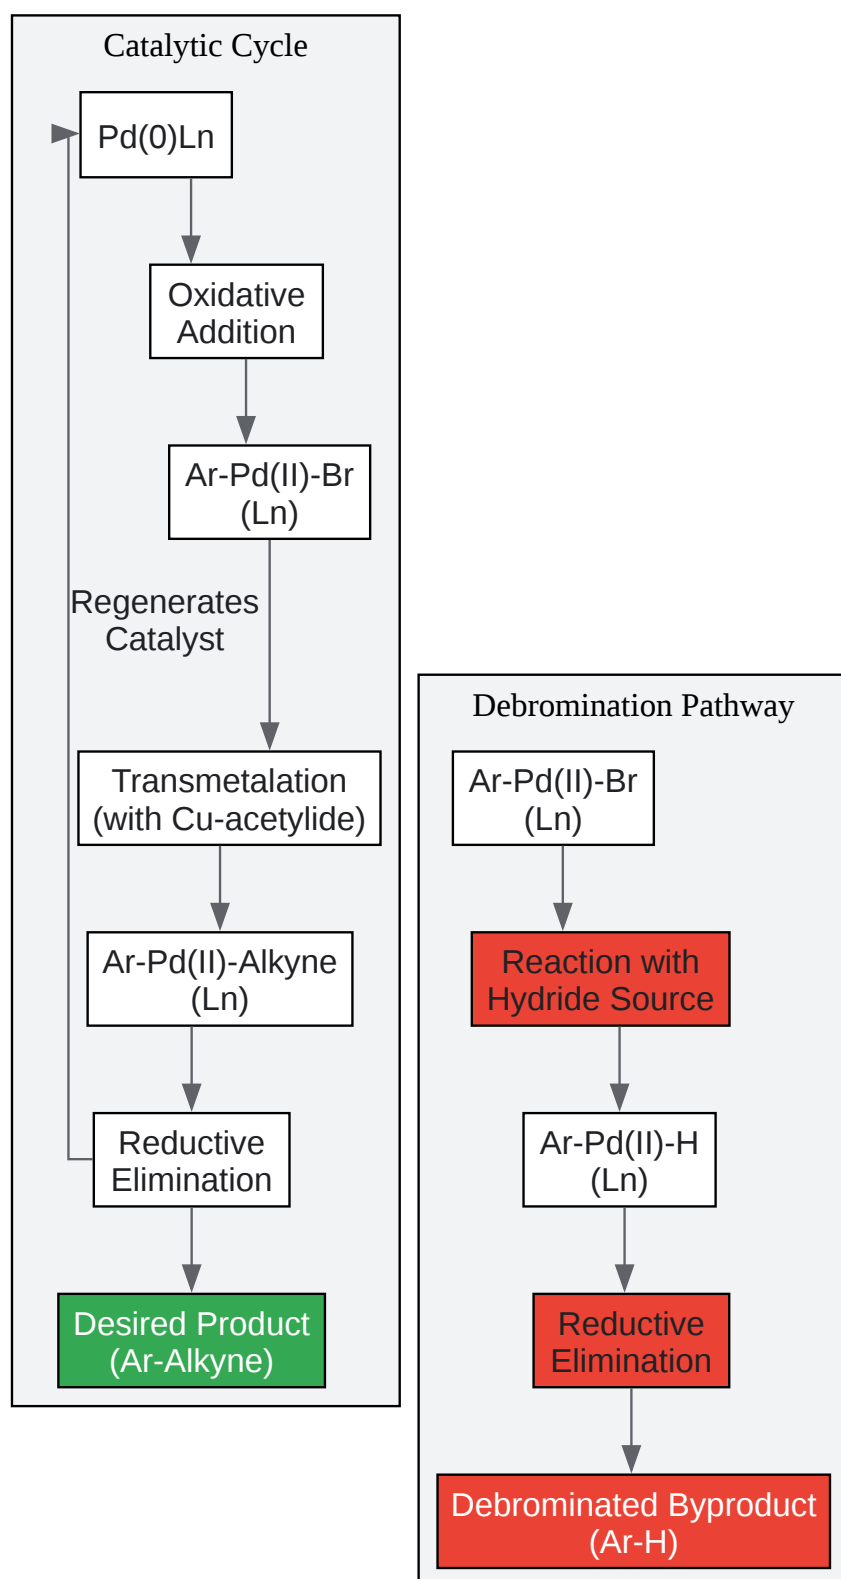 Catalytic Cycle
Pd(0)Ln
Oxidative
Addition
Ar-Pd(II)-Br
(Ln)
Regenerates
Catalyst
Transmetalation
(with Cu-acetylide)
Ar-Pd(II)-Alkyne
(Ln)
Reductive
Elimination
Desired Product
(Ar-Alkyne)
Debromination Pathway
Ar-Pd(II)-Br
(Ln)
Reaction with
Hydride Source
Ar-Pd(II)-H
(Ln)
Reductive
Elimination
Debrominated Byproduct
(Ar-H)